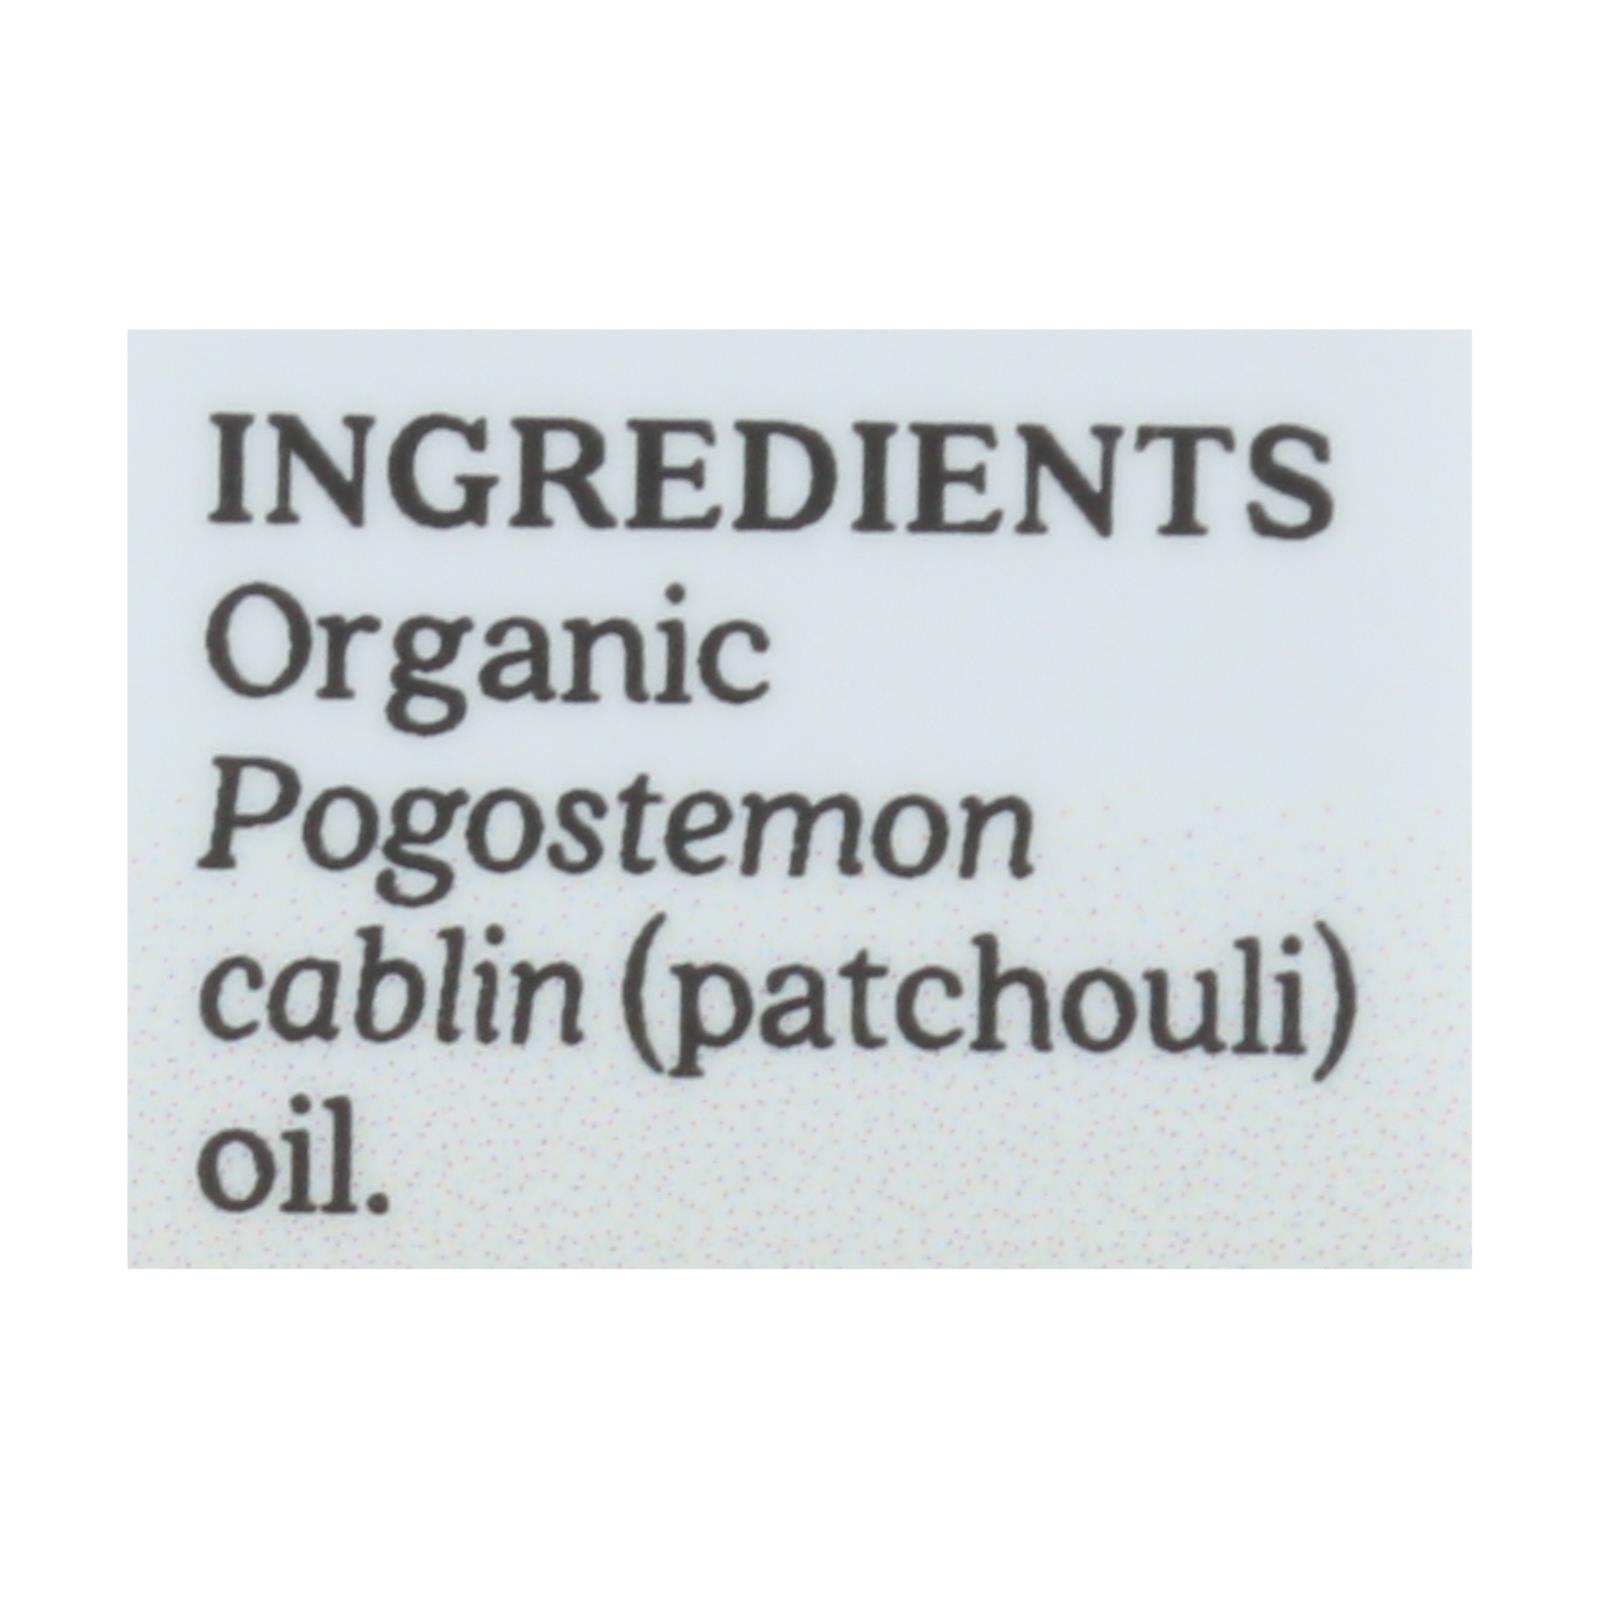 INGREDIENTS
Organic
Pogostemon
cablin (patchouli)
oil.